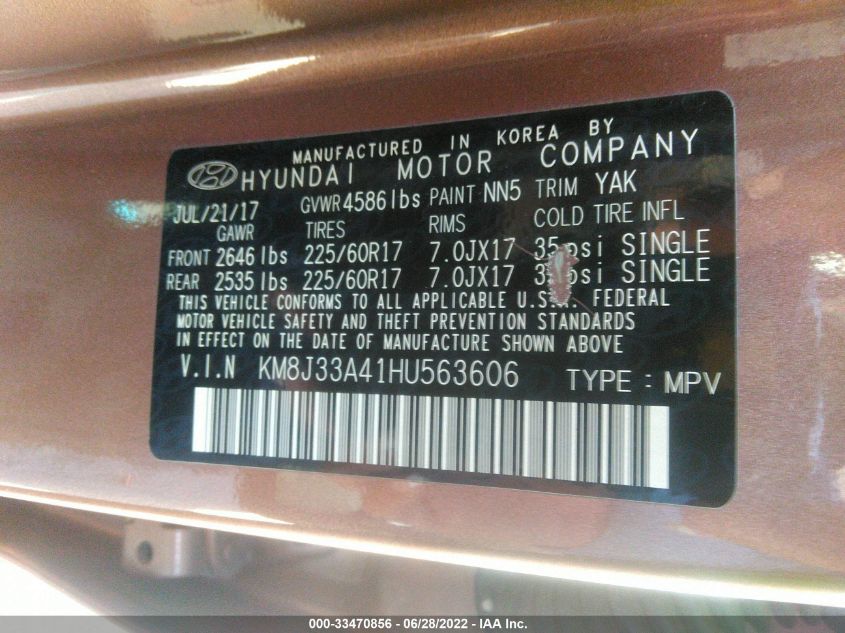 MANUFACTURED IN KOREA BY
HYUNDAI MOTOR COMPANY
JUL/21/17 GVWR 4586 lbs PAINT NN5 TRIM YAK
GAWR TIRES RIMS COLD TIRE INFL
FRONT 2646 lbs 225/60R17 7.0JX17 35 psi SINGLE
REAR 2535 lbs 225/60R17 7.0JX17 psi SINGLE
THIS VEHICLE CONFORMS TO ALL APPLICABLE FEDERAL
MOTOR VEHICLE SAFETY AND THEFT PREVENTION STANDARDS
IN EFFECT ON THE DATE OF MANUFACTURE SHOWN ABOVE
V.I.N KM8J33A41HU563606 TYPE : MPV
000-33470856 - 06/28/2022 - IAA Inc.